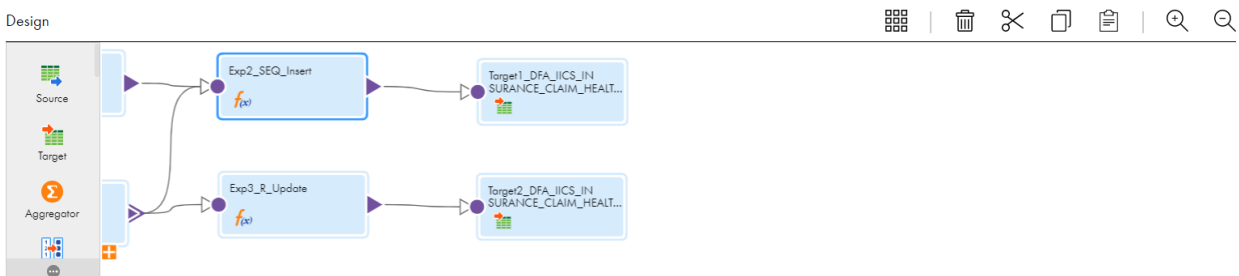 Design
Source
Target
Aggregator
Exp2_SEQ_Insert
f(x)
Target1_DFA_IICS_IN
SURANCE_CLAIM_HEALT...
Exp3_R_Update
f(x)
Target2_DFA_IICS_IN
SURANCE_CLAIM_HEALT...